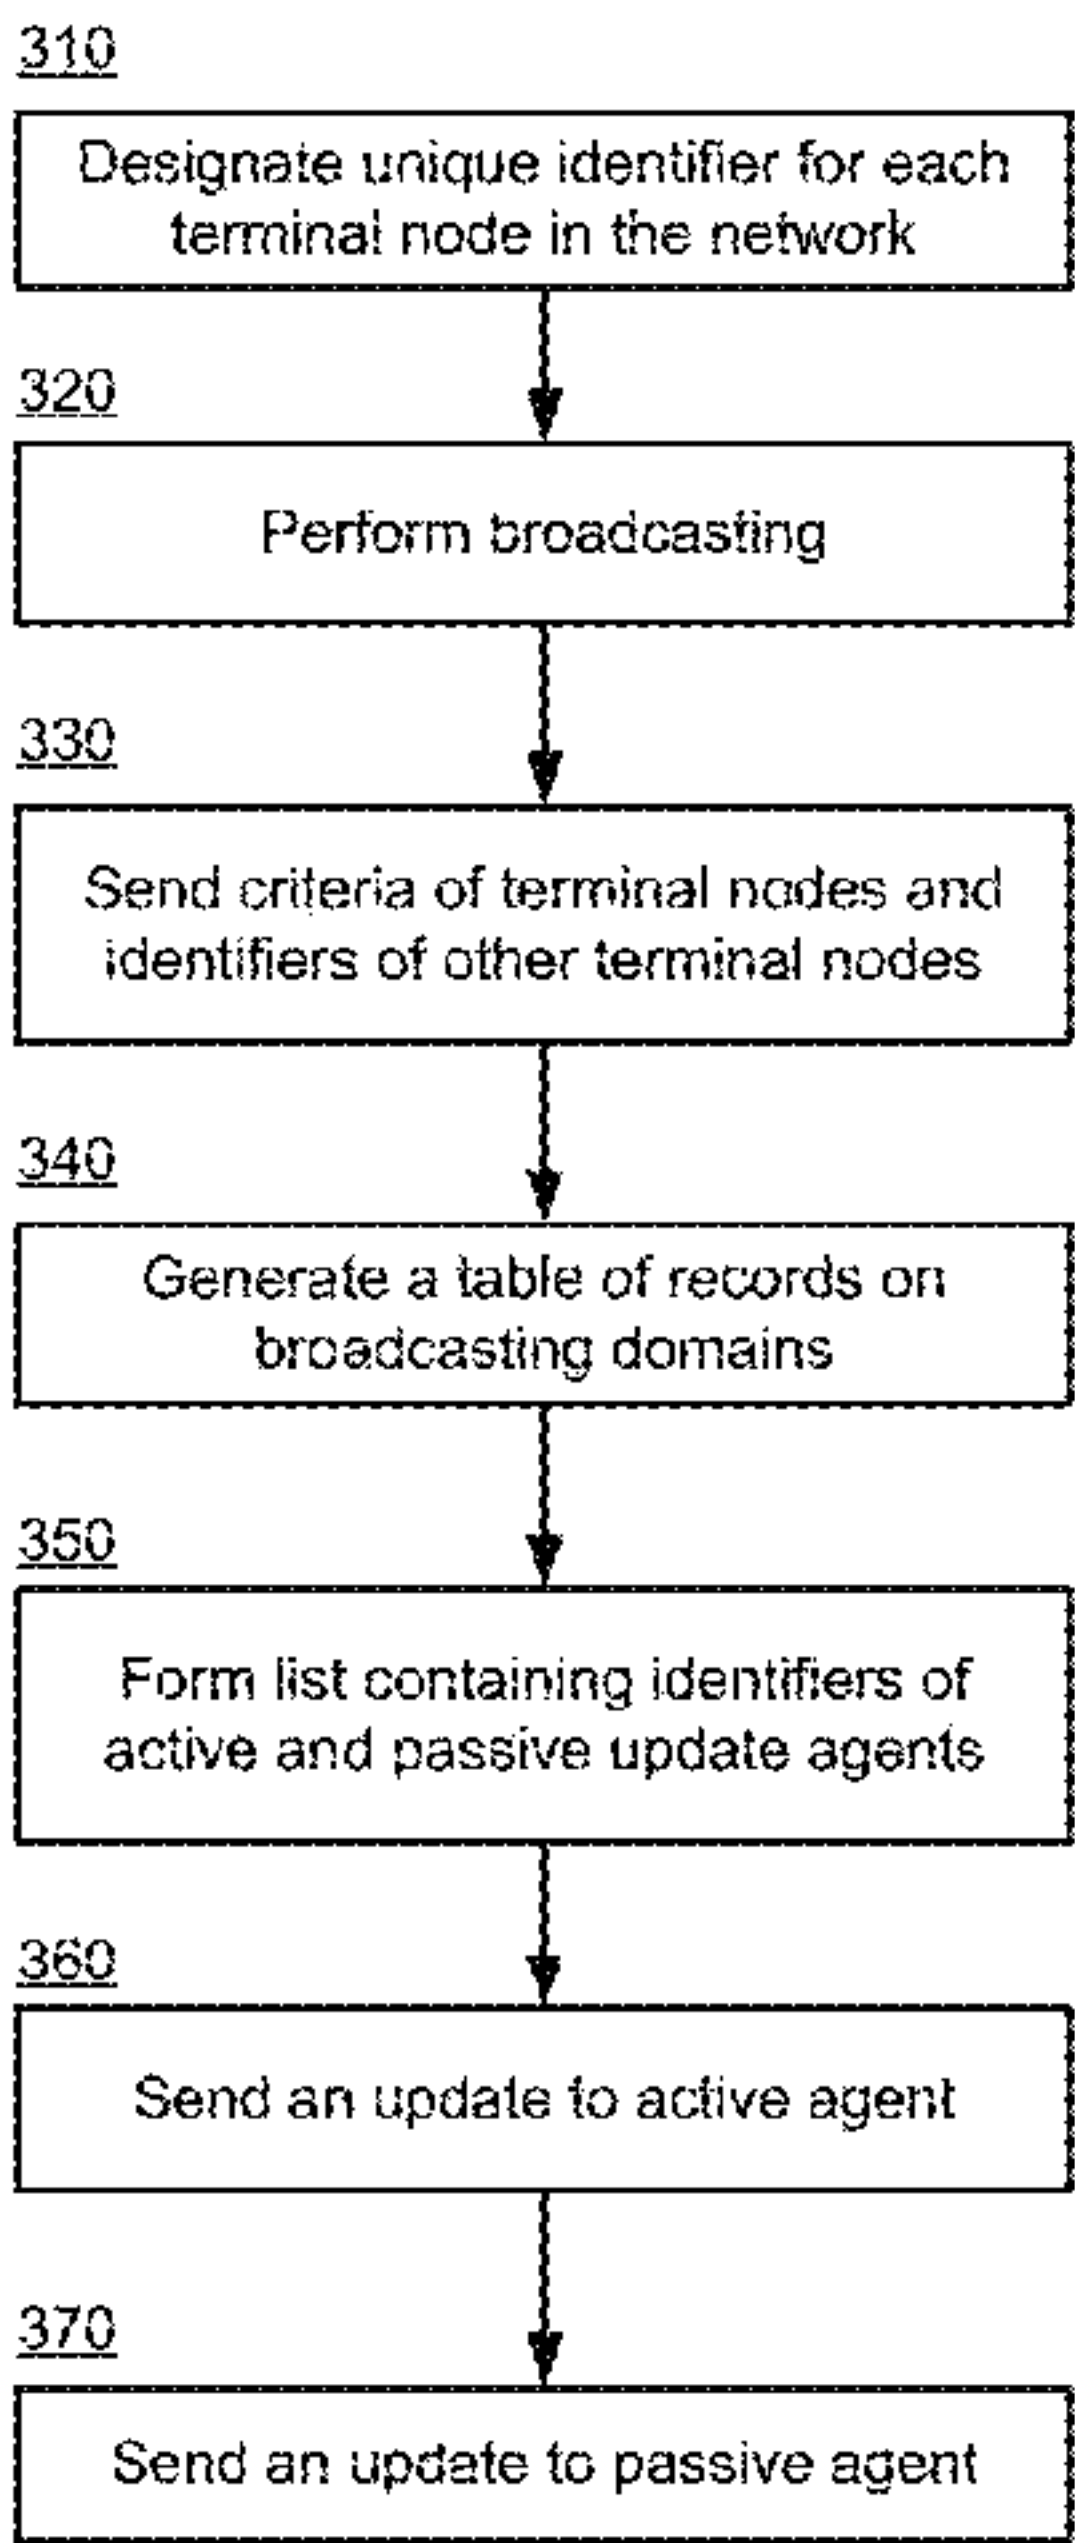 310
Designate unique identifier for each
terminal node in the network
320
Perform broadcasting
330
Send criteria of terminal nodes and
identifiers of other terminal nodes
340
Generate a table of records on
broadcasting domains
350
Form list containing identifiers of
active and passive update agents
360
Send an update to active agent
370
Send an update to passive agent